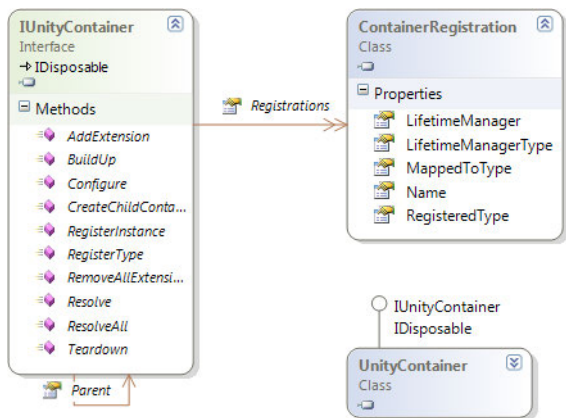 IUnityContainer
Interface
IDisposable
Methods
AddExtension
BuildUp
Configure
CreateChildConta...
RegisterInstance
RegisterType
RemoveAllExtensi...
Resolve
ResolveAll
Teardown
Parent
Registrations
ContainerRegistration
Class
Properties
LifetimeManager
LifetimeManagerType
MappedToType
Name
RegisteredType
IUnityContainer
IDisposable
UnityContainer
Class